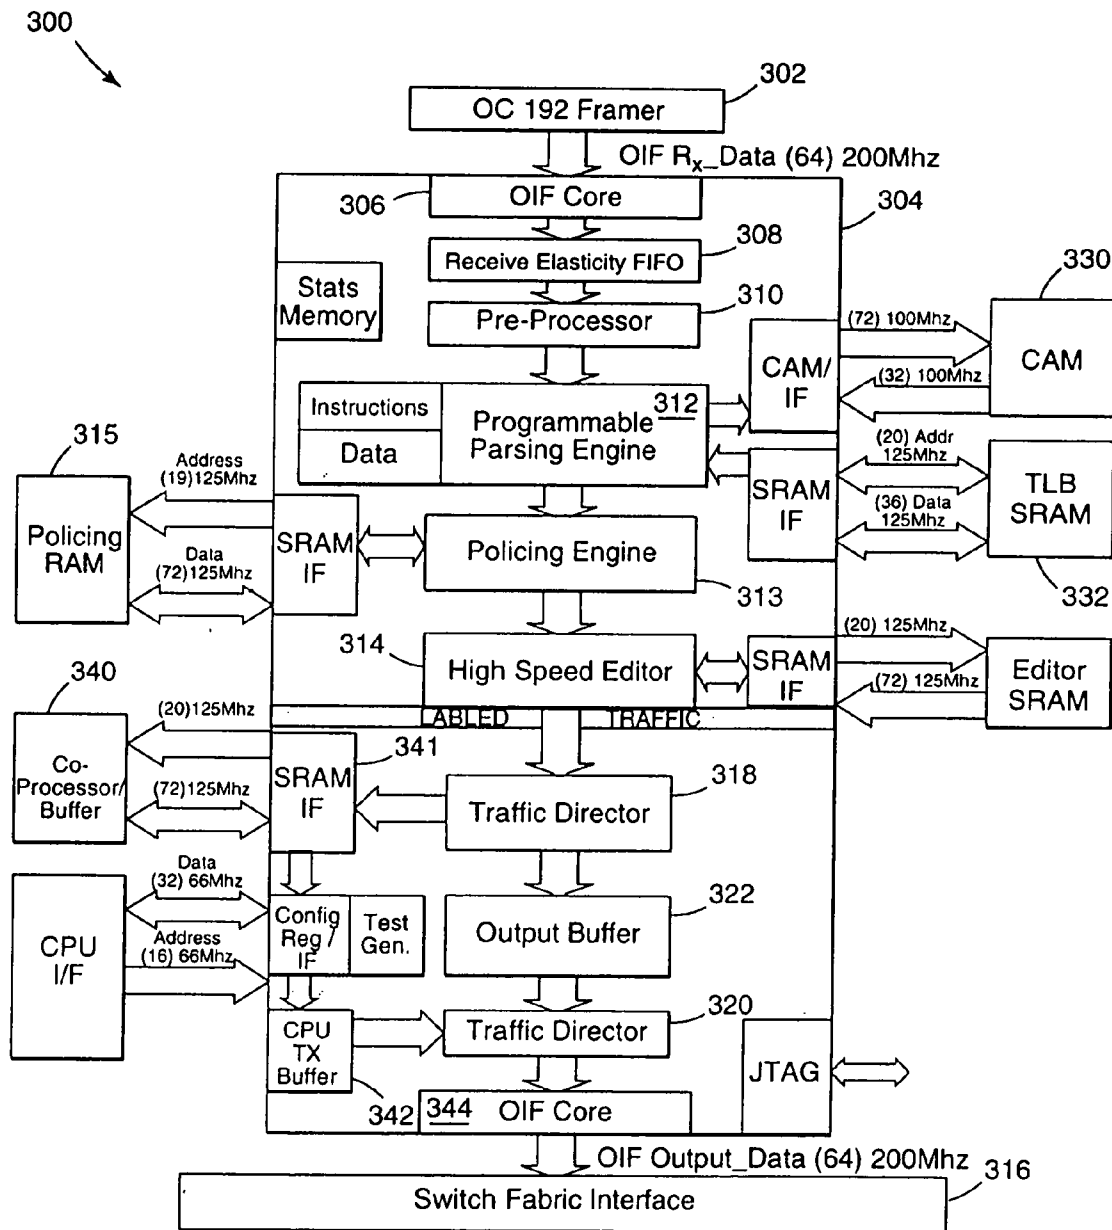 300
302
OC 192 Framer
OIF Rx_Data (64) 200Mhz
OIF Core
306
304
308
Receive Elasticity FIFO
Stats
Memory
310
Pre-Processor
330
(72) 100Mhz
CAM/
IF
CAM
(32) 100Mhz
Instructions
Data
312
Programmable
Parsing Engine
315
Address
(19)125Mhz
(20) Addr
125Mhz
SRAM
IF
TLB
SRAM
(36) Data
125Mhz
Policing
RAM
SRAM
IF
Policing Engine
Data
(72)125Mhz
313
332
314
High Speed Editor
SRAM
IF
(20) 125Mhz
Editor
SRAM
(72) 125Mhz
340
LABLED
TRAFFIC
(20)125Mhz
341
SRAM
IF
Co-
Processor/
Buffer
(72)125Mhz
318
Traffic Director
Data
(32) 66Mhz
322
CPU
I/F
Config
Reg /
IF
Test
Gen.
Output Buffer
Address
(16) 66Mhz
320
CPU
TX
Buffer
Traffic Director
JTAG
342
344
OIF Core
OIF Output_Data (64) 200Mhz
316
Switch Fabric Interface